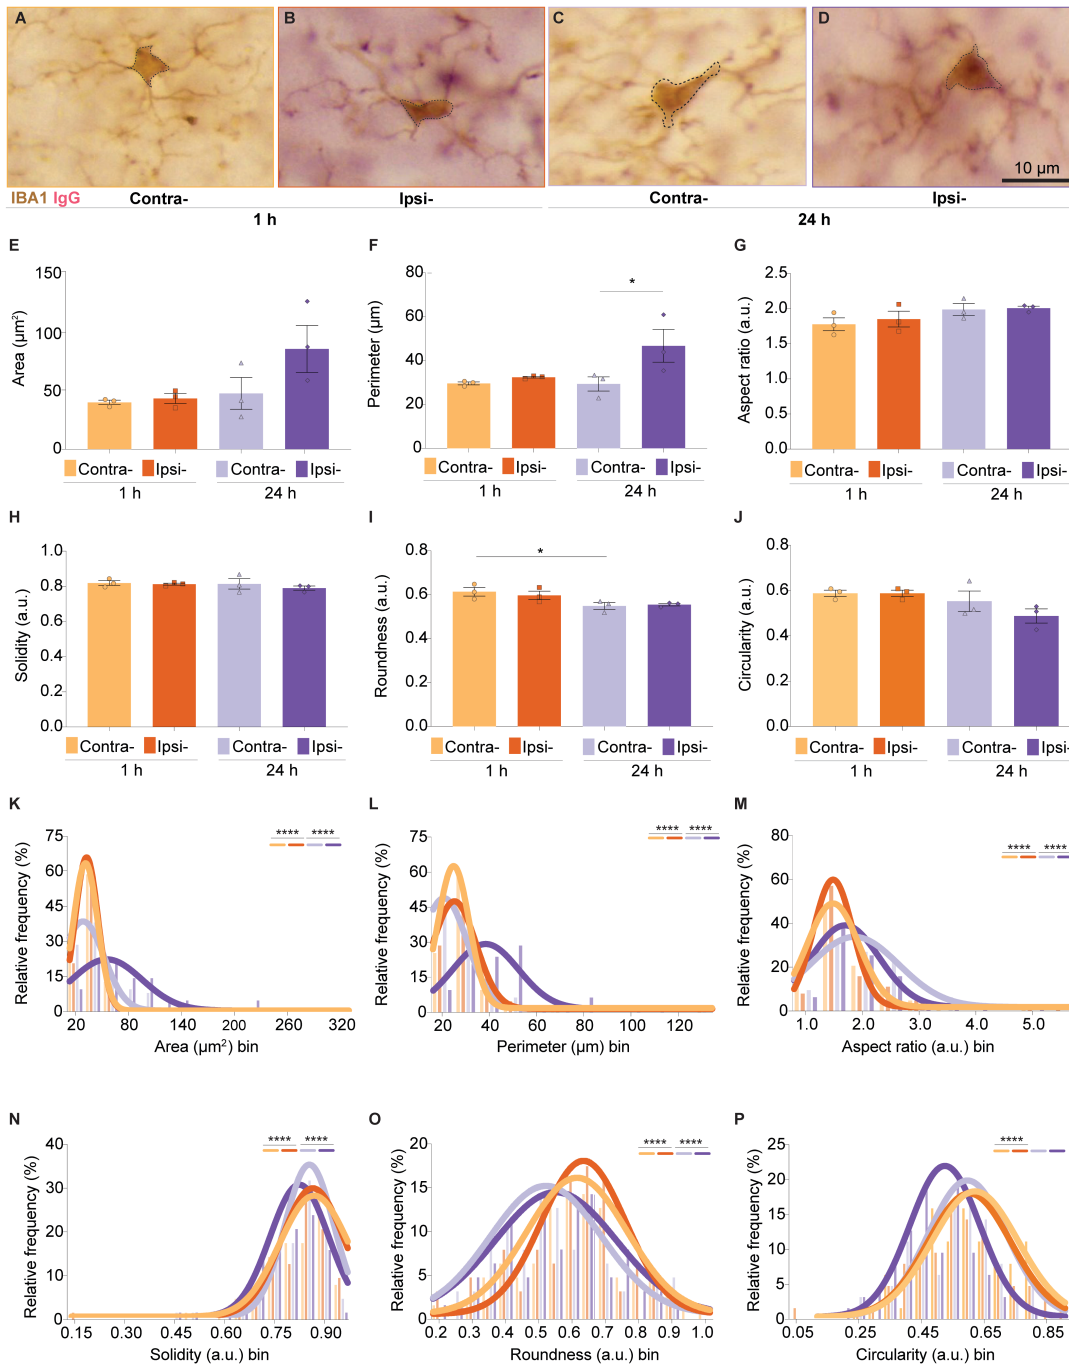 A
B
C
D
10 µm
IBA1 IgG
Contra-
Ipsi-
Contra-
Ipsi-
1 h
24 h
E
F
G
Area (µm²)
150
100
50
0
Contra- Ipsi- Contra- Ipsi-
1 h
24 h
Perimeter (µm)
80
60
40
20
0
Contra- Ipsi- Contra- Ipsi-
1 h
24 h
*
Aspect ratio (a.u.)
2.5
2.0
1.5
1.0
0.5
0.0
Contra- Ipsi- Contra- Ipsi-
1 h
24 h
H
I
J
Solidity (a.u.)
1.0
0.8
0.6
0.4
0.2
0.0
Contra- Ipsi- Contra- Ipsi-
1 h
24 h
Roundness (a.u.)
0.8
0.6
0.4
0.2
0.0
*
Contra- Ipsi- Contra- Ipsi-
1 h
24 h
Circularity (a.u.)
0.8
0.6
0.4
0.2
0.0
Contra- Ipsi- Contra- Ipsi-
1 h
24 h
K
L
M
Relative frequency (%)
75
60
45
30
15
0
**** ****
20 80 140 200 260 320
Area (µm²) bin
Relative frequency (%)
75
60
45
30
15
0
**** ****
20 40 60 80 100 120
Perimeter (µm) bin
Relative frequency (%)
80
60
40
20
0
**** ****
1.0 2.0 3.0 4.0 5.0
Aspect ratio (a.u.) bin
N
O
P
Relative frequency (%)
40
30
20
10
0
**** ****
0.15 0.30 0.45 0.60 0.75 0.90
Solidity (a.u.) bin
Relative frequency (%)
20
15
10
5
0
**** ****
0.2 0.3 0.4 0.5 0.6 0.7 0.8 0.9 1.0
Roundness (a.u.) bin
Relative frequency (%)
25
20
15
10
5
0
****
0.05 0.25 0.45 0.65 0.85
Circularity (a.u.) bin